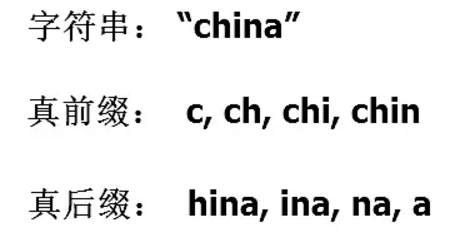 字符串： “china”
真前缀： c, ch, chi, chin
真后缀： hina, ina, na, a